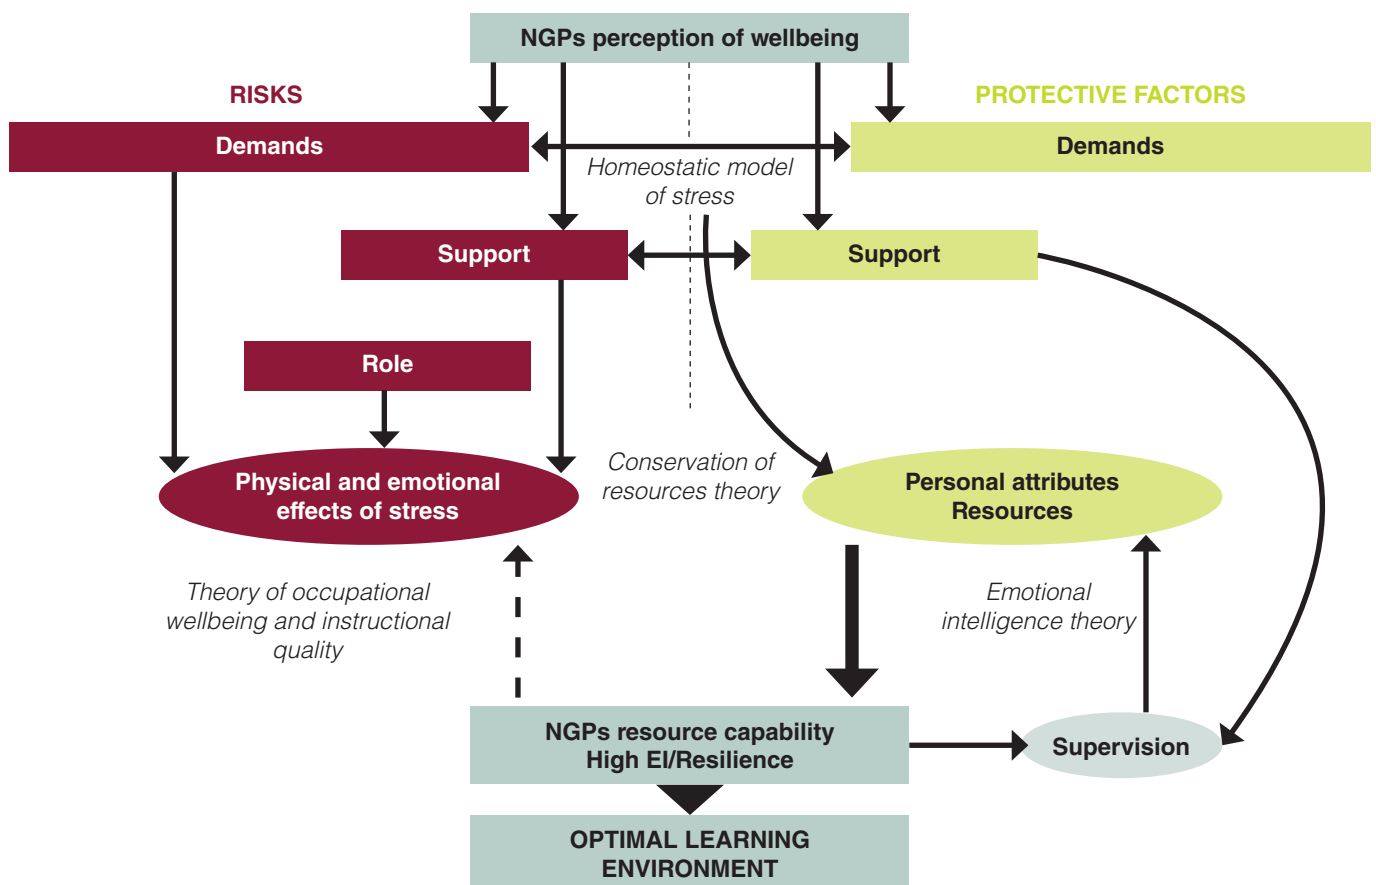 NGPs perception of wellbeing
RISKS
PROTECTIVE FACTORS
Demands
Demands
Homeostatic model
of stress
Support
Support
Role
Physical and emotional
effects of stress
Conservation of
resources theory
Personal attributes
Resources
Theory of occupational
wellbeing and instructional
quality
Emotional
intelligence theory
NGPs resource capability
High EI/Resilience
Supervision
OPTIMAL LEARNING
ENVIRONMENT